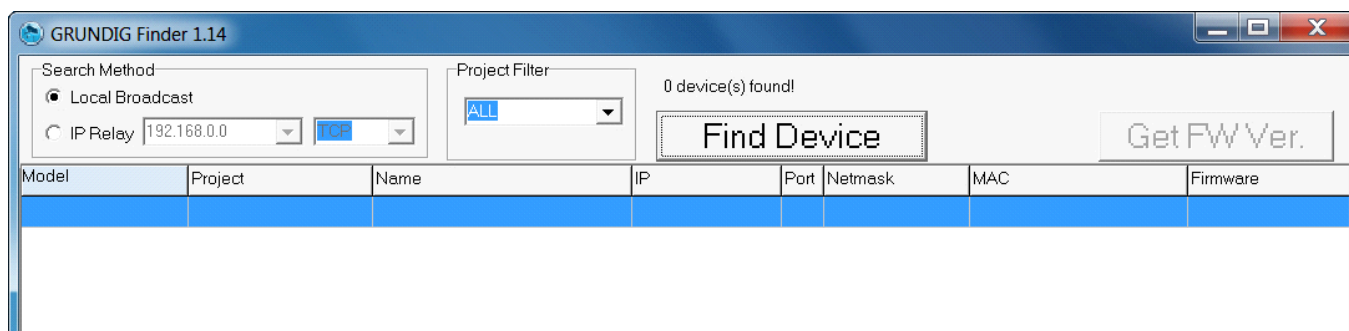 GRUNDIG Finder 1.14
Search Method
Local Broadcast
IP Relay 192.168.0.0 TCP
Project Filter
ALL
0 device(s) found!
Find Device
Get FW Ver.
Model Project Name IP Port Netmask MAC Firmware